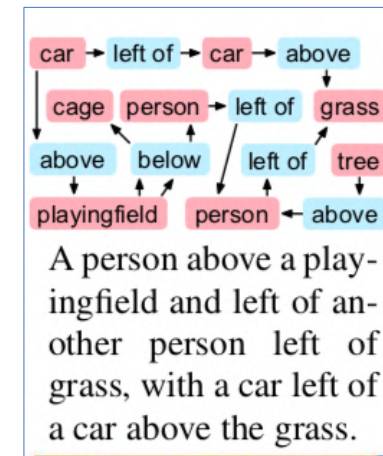 car left of car above
cage person left of grass
above below left of tree
playingfield person above
A person above a play-
ingfield and left of an-
other person left of
grass, with a car left of
a car above the grass.